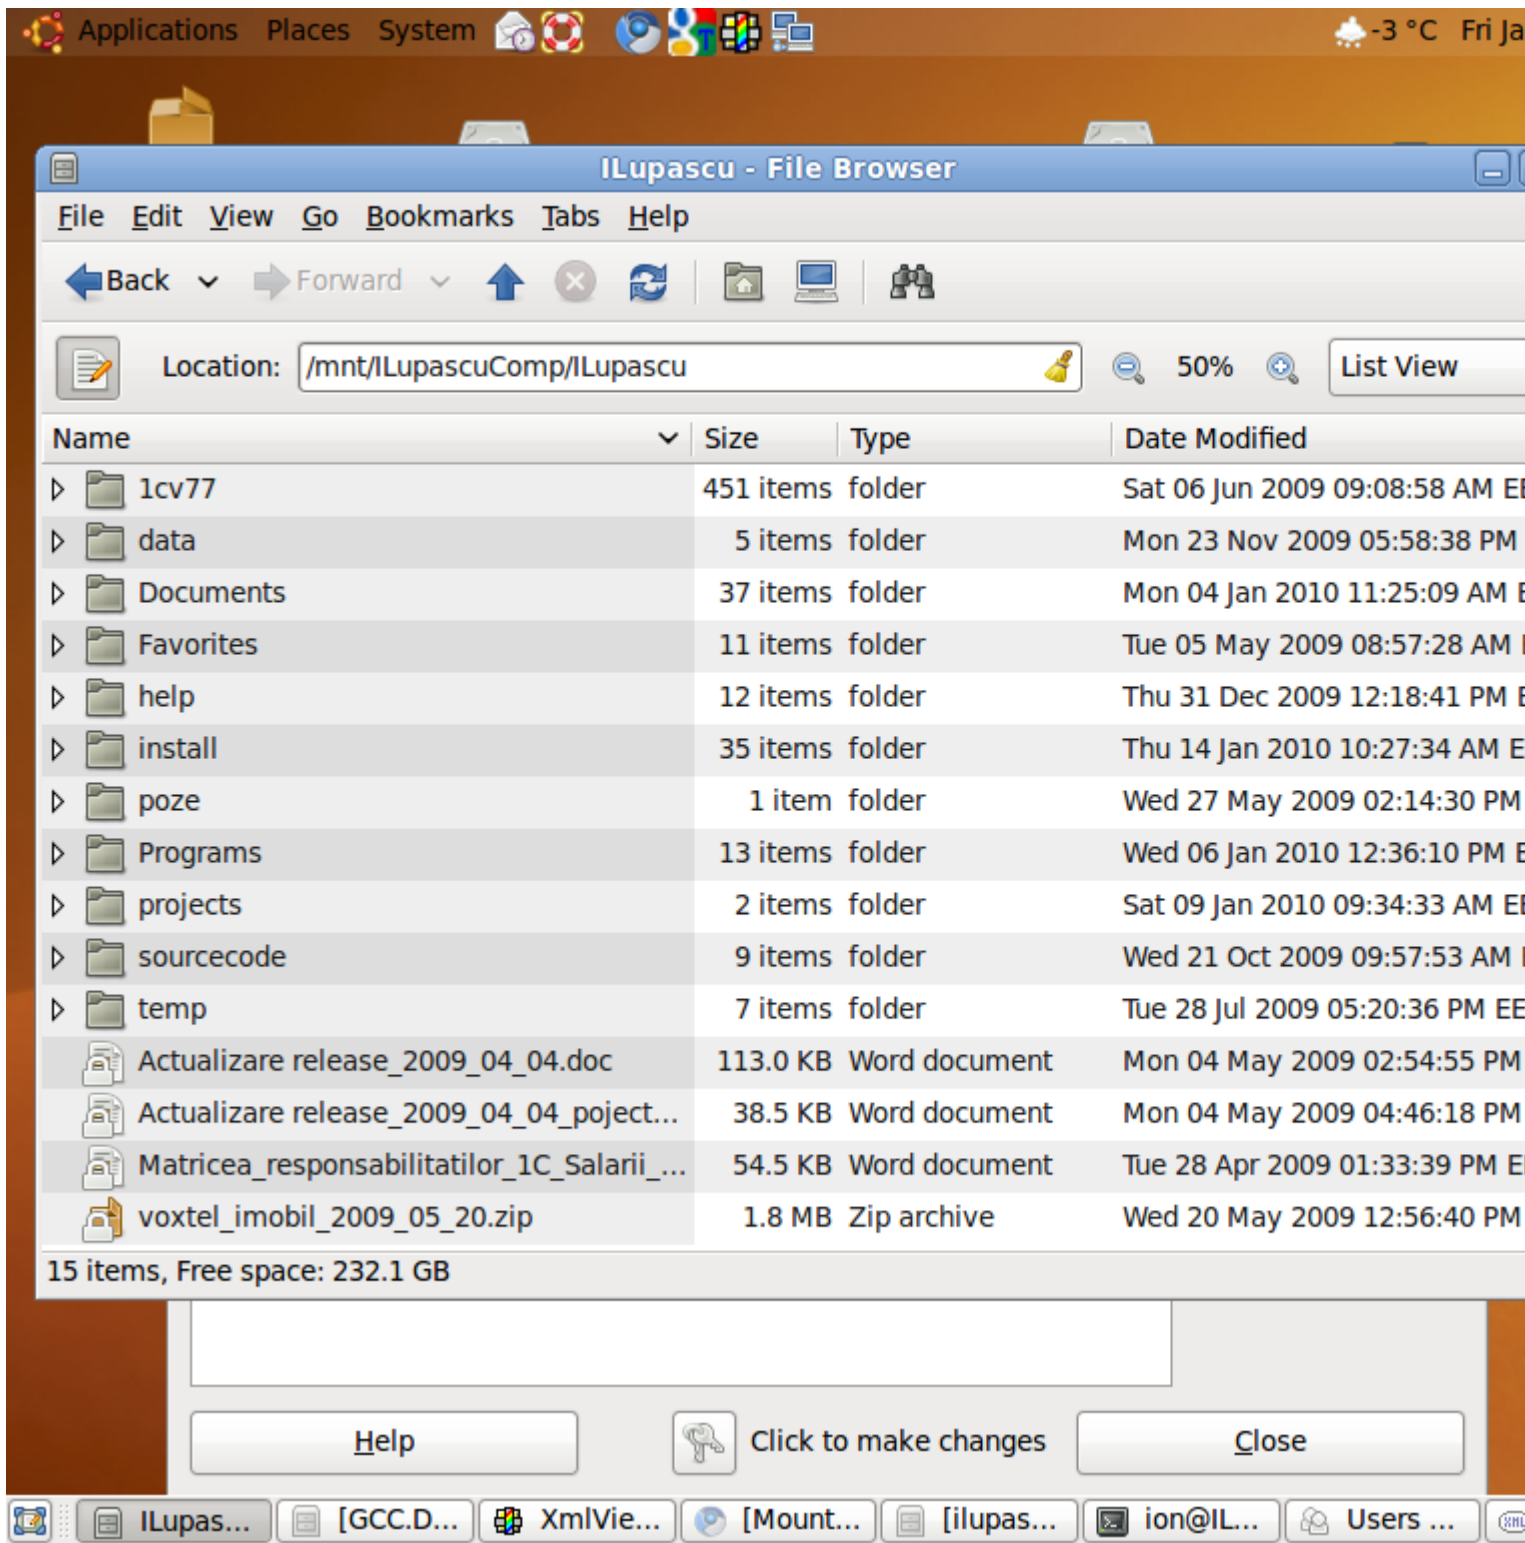 Applications Places System -3 °C Fri Ja
ILupascu - File Browser
File Edit View Go Bookmarks Tabs Help
Back Forward
Location: /mnt/ILupascuComp/ILupascu 50% List View
Name Size Type Date Modified
1cv77 451 items folder Sat 06 Jun 2009 09:08:58 AM EE
data 5 items folder Mon 23 Nov 2009 05:58:38 PM
Documents 37 items folder Mon 04 Jan 2010 11:25:09 AM E
Favorites 11 items folder Tue 05 May 2009 08:57:28 AM
help 12 items folder Thu 31 Dec 2009 12:18:41 PM E
install 35 items folder Thu 14 Jan 2010 10:27:34 AM E
poze 1 item folder Wed 27 May 2009 02:14:30 PM
Programs 13 items folder Wed 06 Jan 2010 12:36:10 PM E
projects 2 items folder Sat 09 Jan 2010 09:34:33 AM EE
sourcecode 9 items folder Wed 21 Oct 2009 09:57:53 AM
temp 7 items folder Tue 28 Jul 2009 05:20:36 PM EE
Actualizare release_2009_04_04.doc 113.0 KB Word document Mon 04 May 2009 02:54:55 PM
Actualizare release_2009_04_04_poject... 38.5 KB Word document Mon 04 May 2009 04:46:18 PM
Matricea_responsabilitatilor_1C_Salarii_... 54.5 KB Word document Tue 28 Apr 2009 01:33:39 PM E
voxtel_imobil_2009_05_20.zip 1.8 MB Zip archive Wed 20 May 2009 12:56:40 PM
15 items, Free space: 232.1 GB
Help Click to make changes Close
ILupas... [GCC.D... XmlVie... [Mount... [ilupas... ion@IL... Users ...